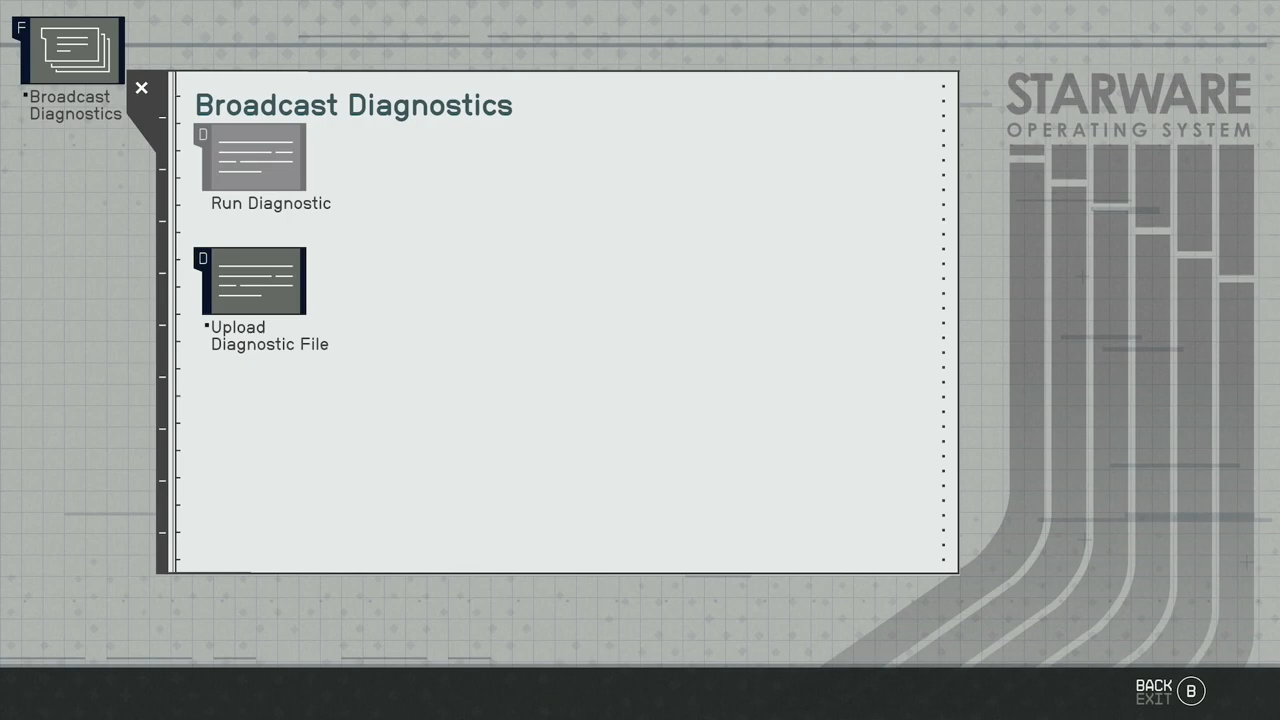 F
Broadcast
Diagnostics
×
Broadcast Diagnostics
D
Run Diagnostic
D
Upload
Diagnostic File
STARWARE
OPERATING SYSTEM
BACK
EXIT
B